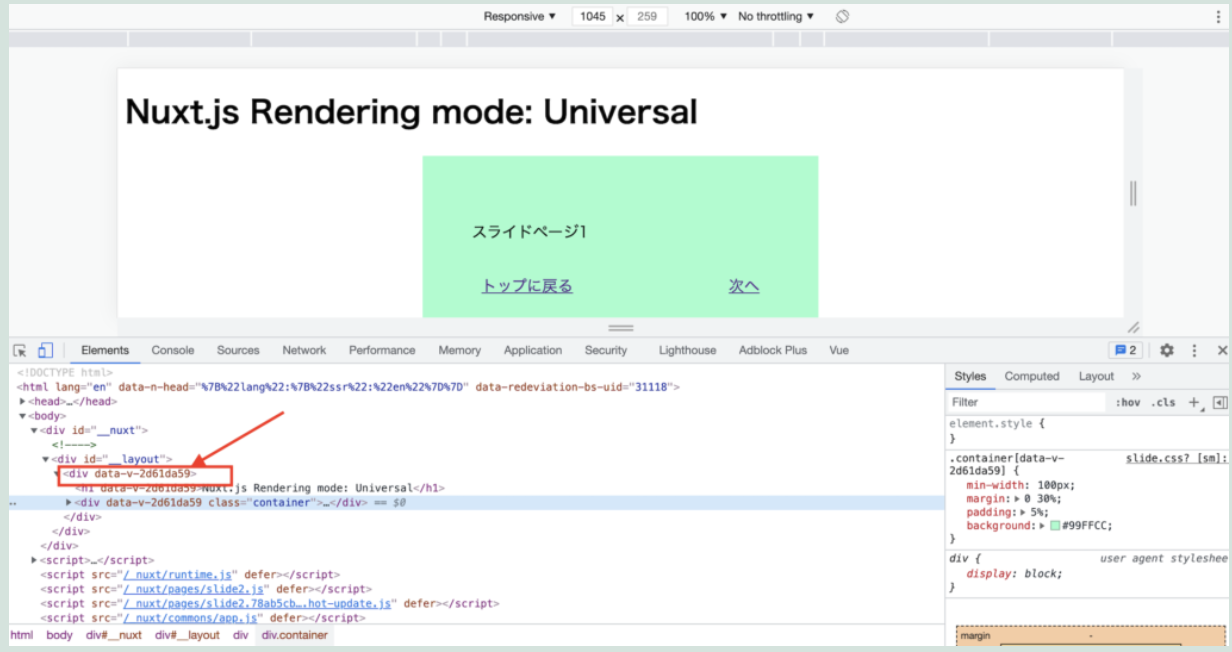 Responsive ▼ 1045 x 259 100% ▼ No throttling ▼
Nuxt.js Rendering mode: Universal
スライドページ1
トップに戻る 次へ
Elements Console Sources Network Performance Memory Application Security Lighthouse Adblock Plus Vue 2
<!DOCTYPE html>
<html lang="en" data-n-head="%7B%22lang%22:%7B%22ssr%22:%22en%22%7D%7D" data-redeviation-bs-uid="31118">
▶<head>…</head>
▼<body>
▼<div id="__nuxt">
<!---->
▼<div id="__layout">
▼<div data-v-2d61da59>
<h1 data-v-2d61da59>Nuxt.js Rendering mode: Universal</h1>
▶<div data-v-2d61da59 class="container">…</div> == $0
</div>
</div>
</div>
▶<script>…</script>
<script src="/_nuxt/runtime.js" defer></script>
<script src="/_nuxt/pages/slide2.js" defer></script>
<script src="/_nuxt/pages/slide2.78ab5cb….hot-update.js" defer></script>
<script src="/_nuxt/commons/app.js" defer></script>
html body div#__nuxt div#__layout div div.container
Styles Computed Layout »
Filter :hov .cls +
element.style {
}
.container[data-v-2d61da59] { slide.css? [sm]:
min-width: 100px;
margin: ▶ 0 30%;
padding: ▶ 5%;
background: ▶ #99FFCC;
}
div { user agent styleshee
display: block;
}
margin -